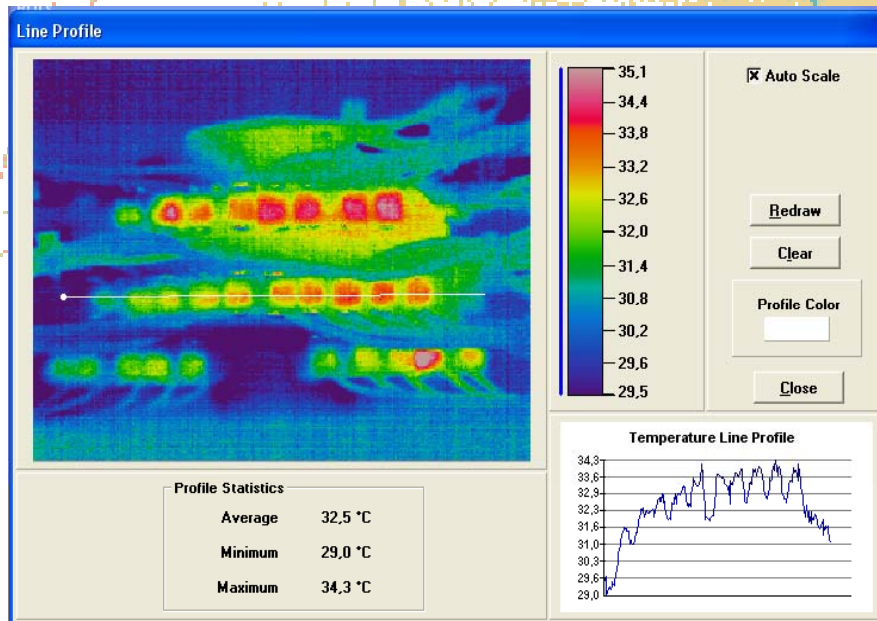 Line Profile
35,1
34,4
33,8
33,2
32,6
32,0
31,4
30,8
30,2
29,6
29,5
Auto Scale
Redraw
Clear
Profile Color
Close
Profile Statistics
Average 32,5 °C
Minimum 29,0 °C
Maximum 34,3 °C
Temperature Line Profile
34,3
33,6
32,9
32,3
31,6
31,0
30,3
29,6
29,0